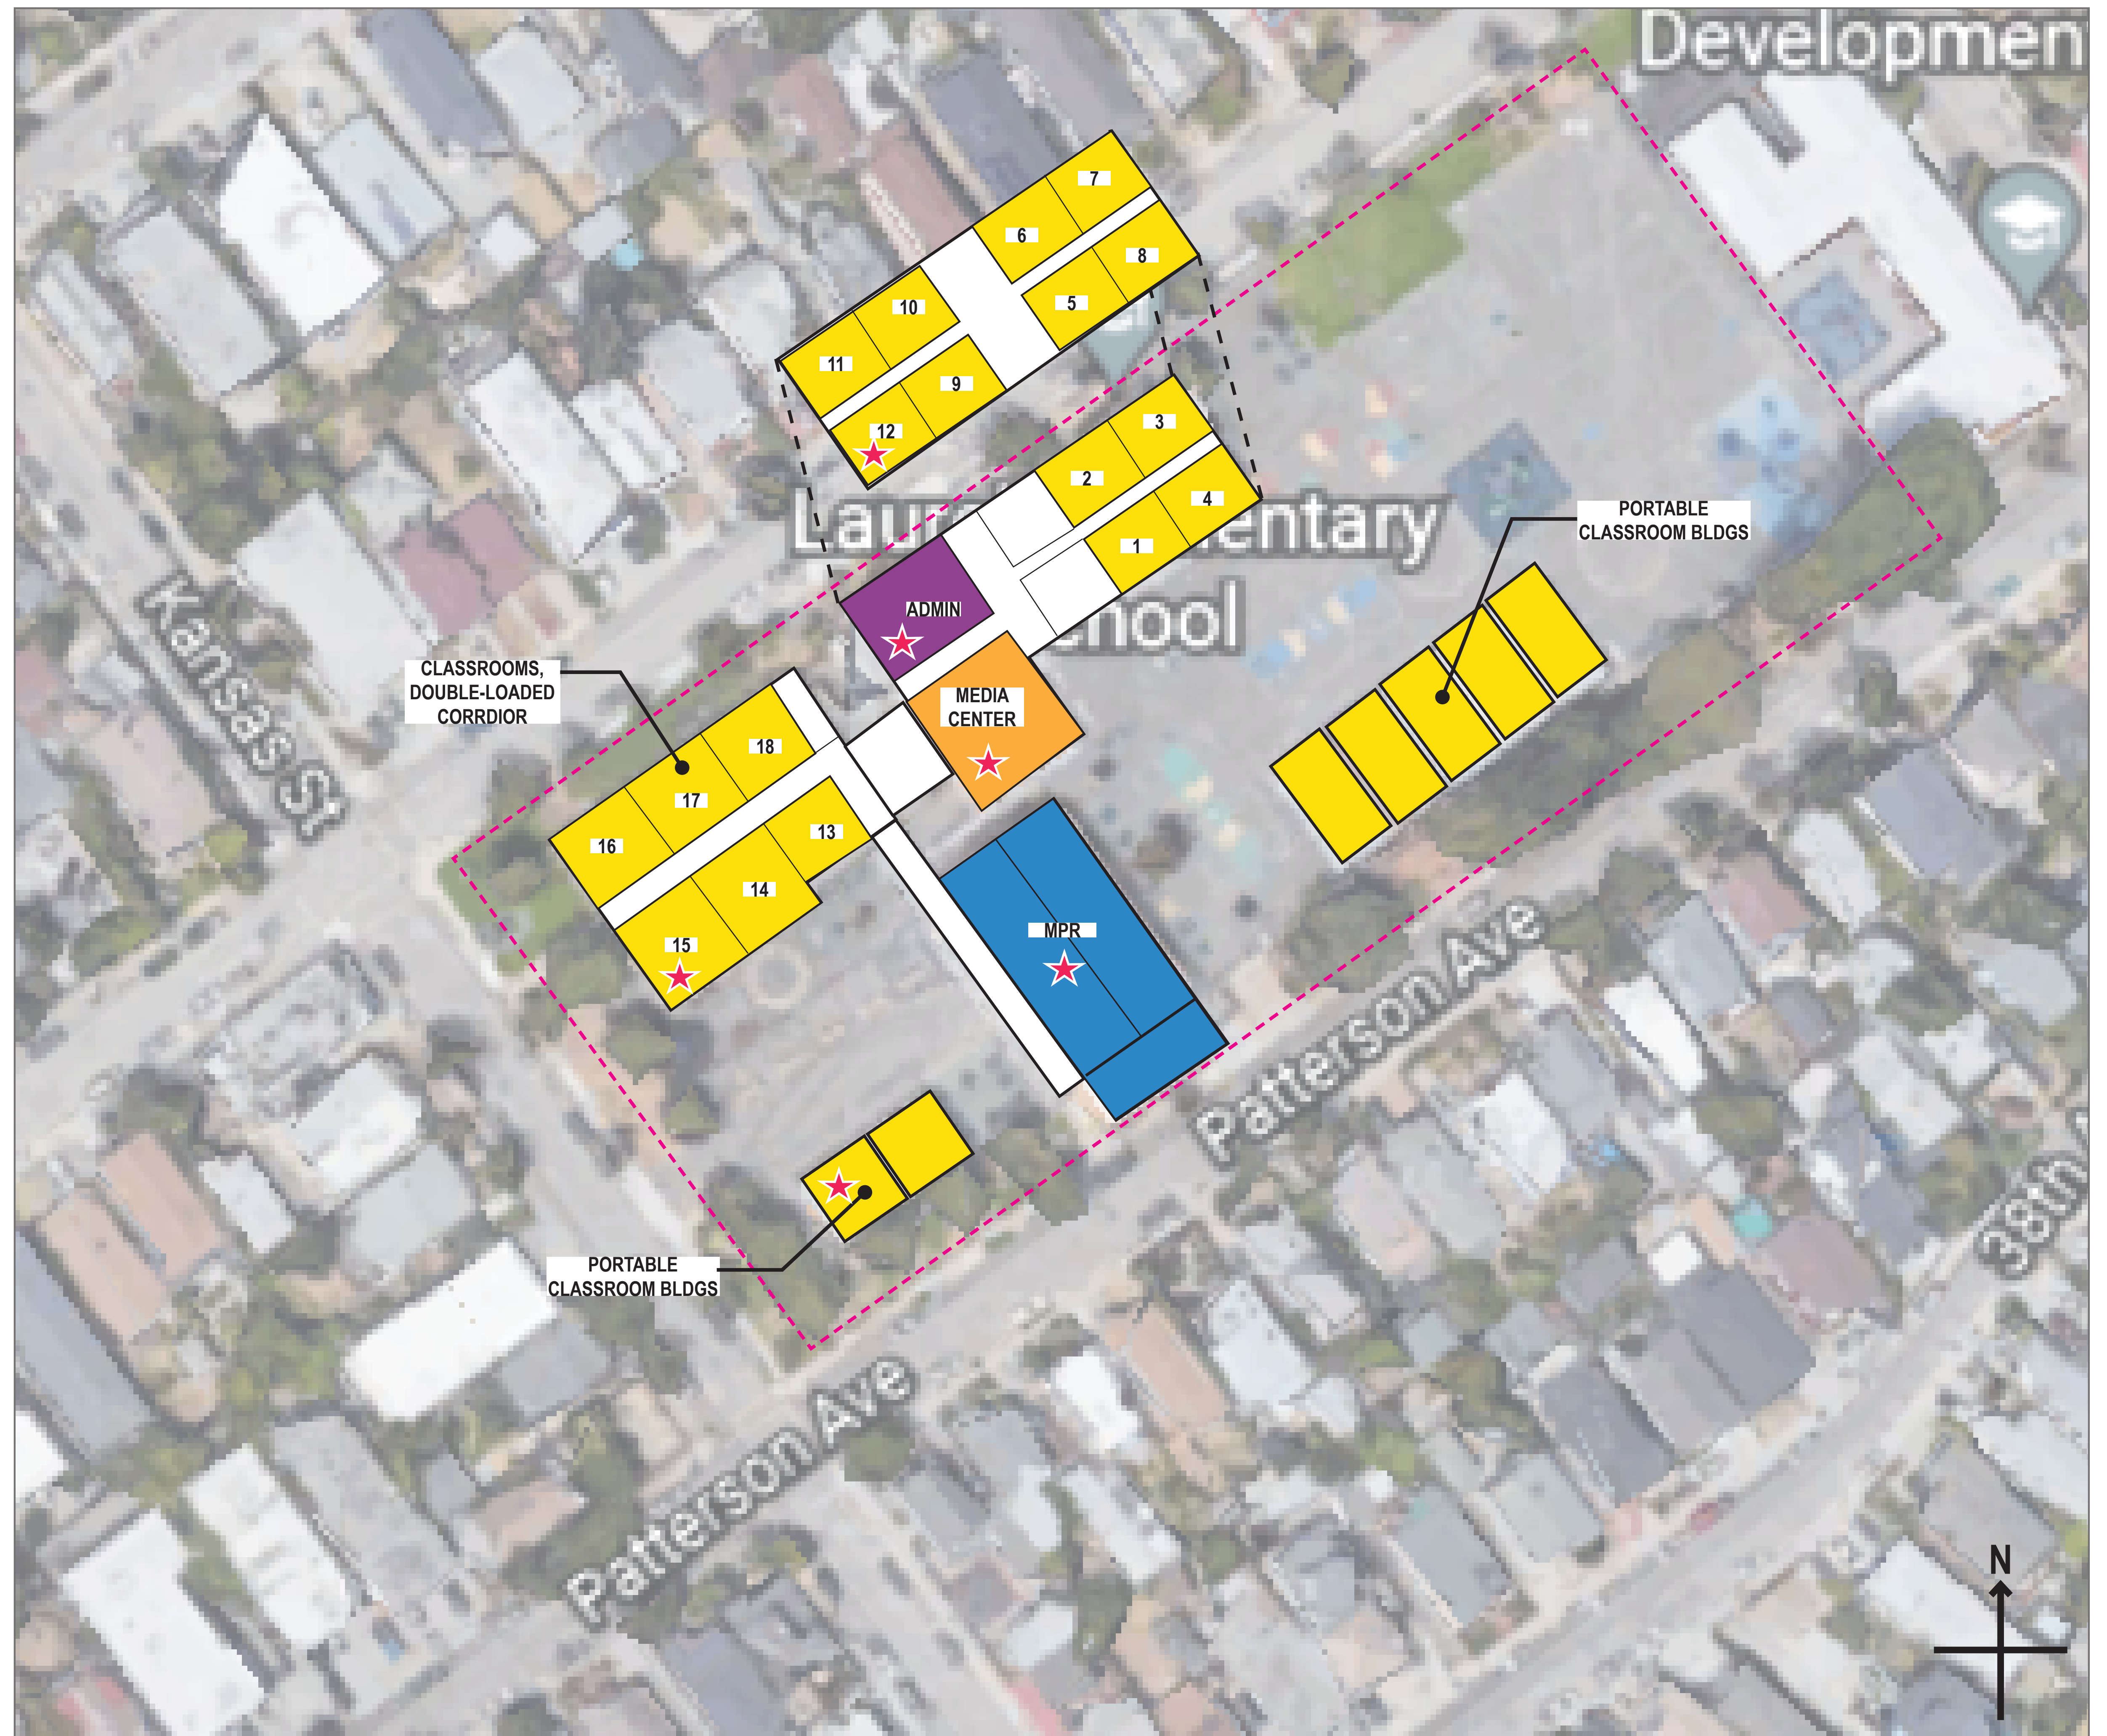 Developmen
7
6
8
10
5
11
9
12
3
2
4
1
PORTABLE
CLASSROOM BLDGS
entary
ADMIN
Kansas St
CLASSROOMS,
DOUBLE-LOADED
CORRDIOR
MEDIA
CENTER
18
17
13
16
14
15
MPR
Patterson Ave
PORTABLE
CLASSROOM BLDGS
38th
Patterson Ave
N